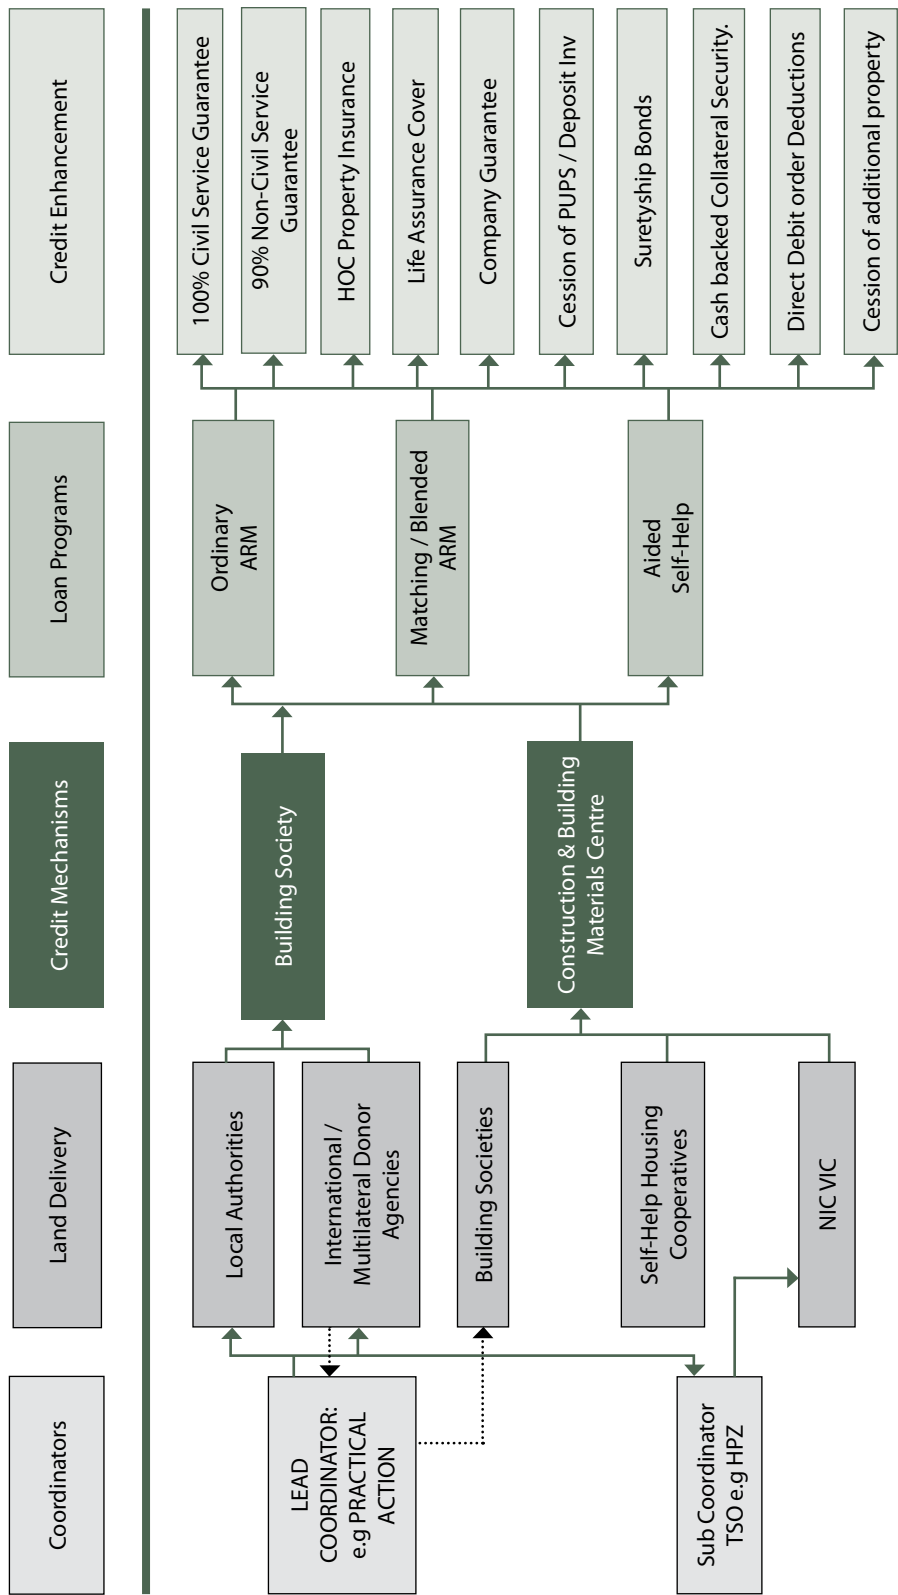 Coordinators
Land Delivery
Credit Mechanisms
Loan Programs
Credit Enhancement
LEAD
COORDINATOR:
e.g PRACTICAL
ACTION
Sub Coordinator
TSO e.g HPZ
Local Authorities
International /
Multilateral Donor
Agencies
Building Societies
Self-Help Housing
Cooperatives
NIC VIC
Building Society
Construction & Building
Materials Centre
Ordinary
ARM
Matching / Blended
ARM
Aided
Self-Help
100% Civil Service Guarantee
90% Non-Civil Service
Guarantee
HOC Property Insurance
Life Assurance Cover
Company Guarantee
Cession of PUPS / Deposit Inv
Suretyship Bonds
Cash backed Collateral Security.
Direct Debit order Deductions
Cession of additional property